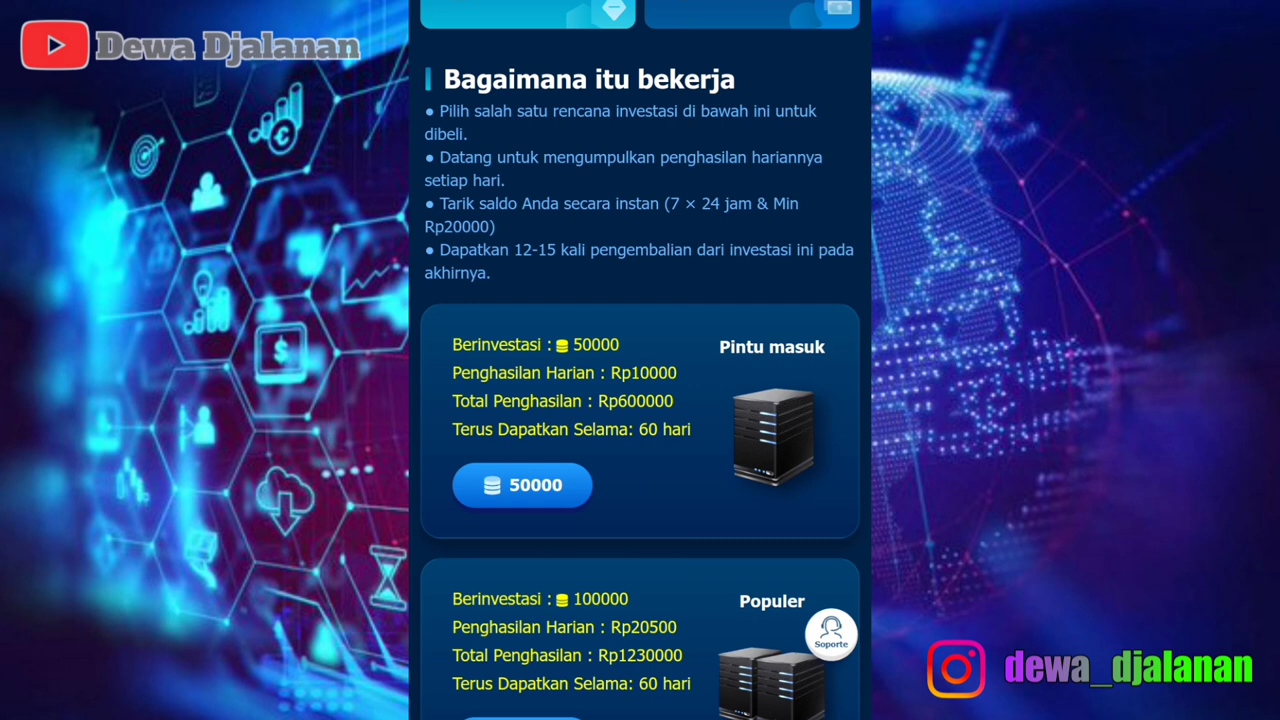 Dewa Djalanan
Bagaimana itu bekerja
● Pilih salah satu rencana investasi di bawah ini untuk
dibeli.
● Datang untuk mengumpulkan penghasilan hariannya
setiap hari.
● Tarik saldo Anda secara instan (7 × 24 jam & Min
Rp20000)
● Dapatkan 12-15 kali pengembalian dari investasi ini pada
akhirnya.
Berinvestasi : 50000
Pintu masuk
Penghasilan Harian : Rp10000
Total Penghasilan : Rp600000
Terus Dapatkan Selama: 60 hari
50000
Berinvestasi : 100000
Populer
Penghasilan Harian : Rp20500
Soporte
Total Penghasilan : Rp1230000
Terus Dapatkan Selama: 60 hari
dewa_djalanan